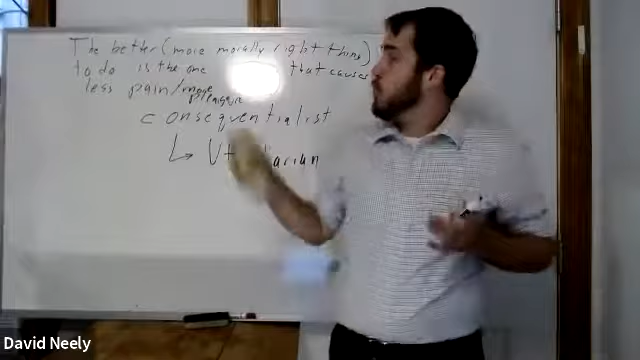 The better (more morally right thing)
to do is the one that causes
less pain/more pleasure
consequentialist
↳ Utilitarian
David Neely